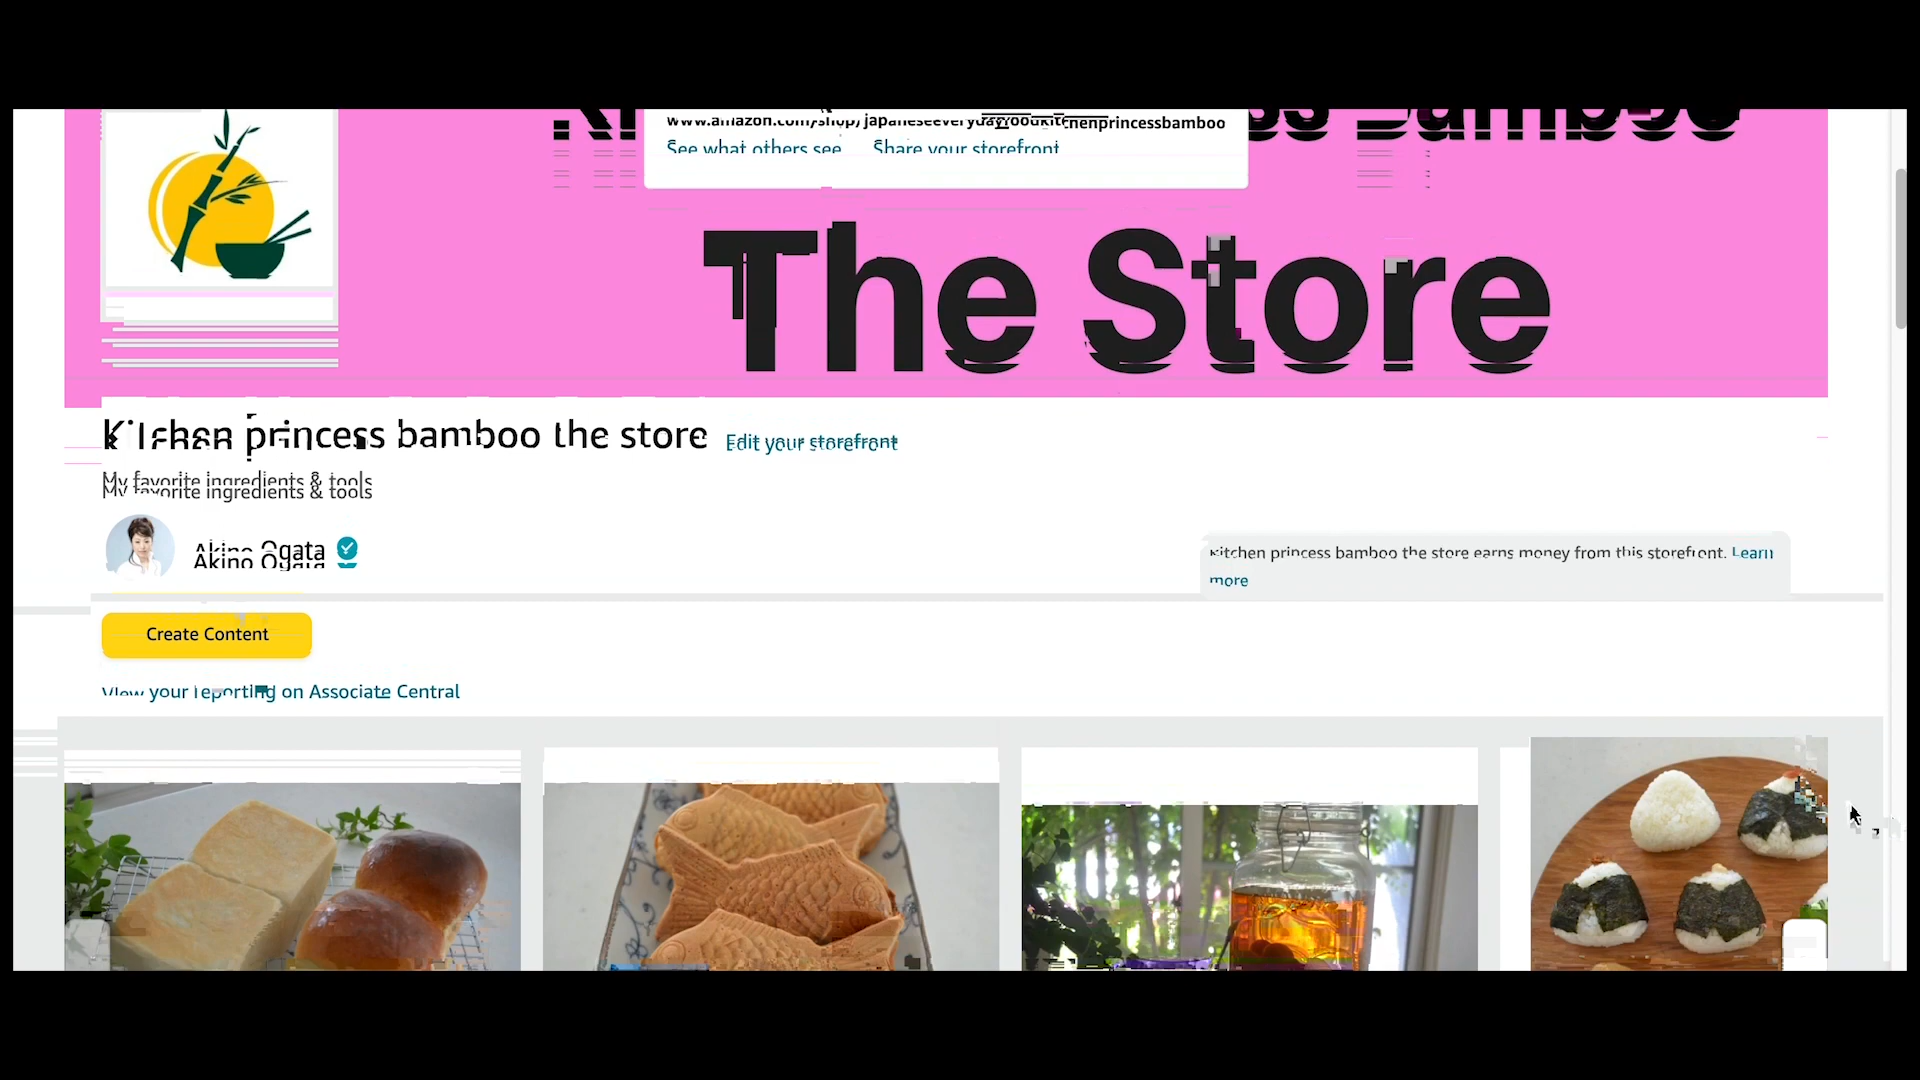 www.amazon.com/shop/japaneseeverydayfoodkitchenprincessbamboo
See what others see Share your storefront
The Store
Kitchen princess bamboo the store Edit your storefront
My favorite ingredients & tools
Akino Ogata
kitchen princess bamboo the store earns money from this storefront. Learn
more
Create Content
View your reporting on Associate Central